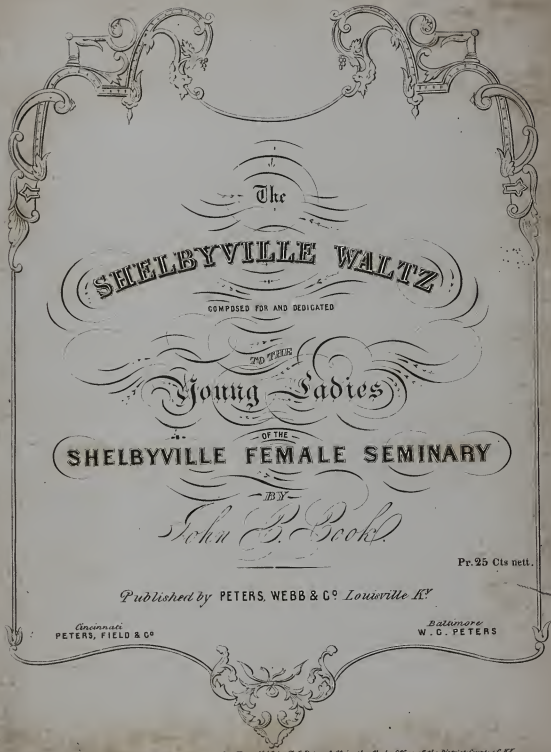 The
SHELBYVILLE WALTZ
COMPOSED FOR AND DEDICATED
TO THE
Young Ladies
OF THE
SHELBYVILLE FEMALE SEMINARY
BY
John B. Cook.
Pr. 25 Cts nett.
Published by PETERS, WEBB & Cº Louisville Kʸ
Cincinnati
PETERS, FIELD & Cº
Baltimore
W. C. PETERS